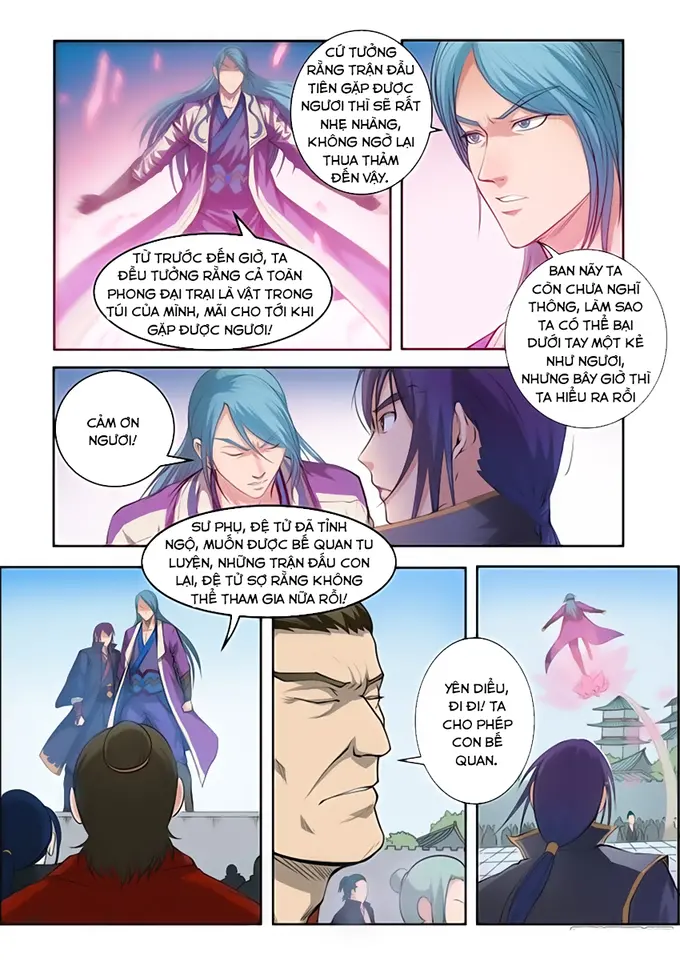 CỨ TƯỞNG
RẰNG TRẬN ĐẤU
TIÊN GẶP ĐƯỢC
NGƯƠI THÌ SẼ RẤT
NHẸ NHÀNG,
KHÔNG NGỜ LẠI
THUA THẢM
ĐẾN VẬY.
TỪ TRƯỚC ĐẾN GIỜ, TA
ĐỀU TƯỞNG RẰNG CẢ TOÀN
PHONG ĐẠI TRẠI LÀ VẬT TRONG
TÚI CỦA MÌNH, MÃI CHO TỚI KHI
GẶP ĐƯỢC NGƯƠI!
BAN NÃY TA
CÒN CHƯA NGHĨ
THÔNG, LÀM SAO
TA CÓ THỂ BẠI
DƯỚI TAY MỘT KẺ
NHƯ NGƯƠI,
NHƯNG BÂY GIỜ THÌ
TA HIỂU RA RỒI
CẢM ƠN
NGƯƠI!
SƯ PHỤ, ĐỆ TỬ ĐÃ TỈNH
NGỘ, MUỐN ĐƯỢC BẾ QUAN TU
LUYỆN, NHỮNG TRẬN ĐẤU CON
LẠI, ĐỆ TỬ SỢ RẰNG KHÔNG
THỂ THAM GIA NỮA RỒI!
YÊN DIỂU,
ĐI ĐI! TA
CHO PHÉP
CON BẾ
QUAN.